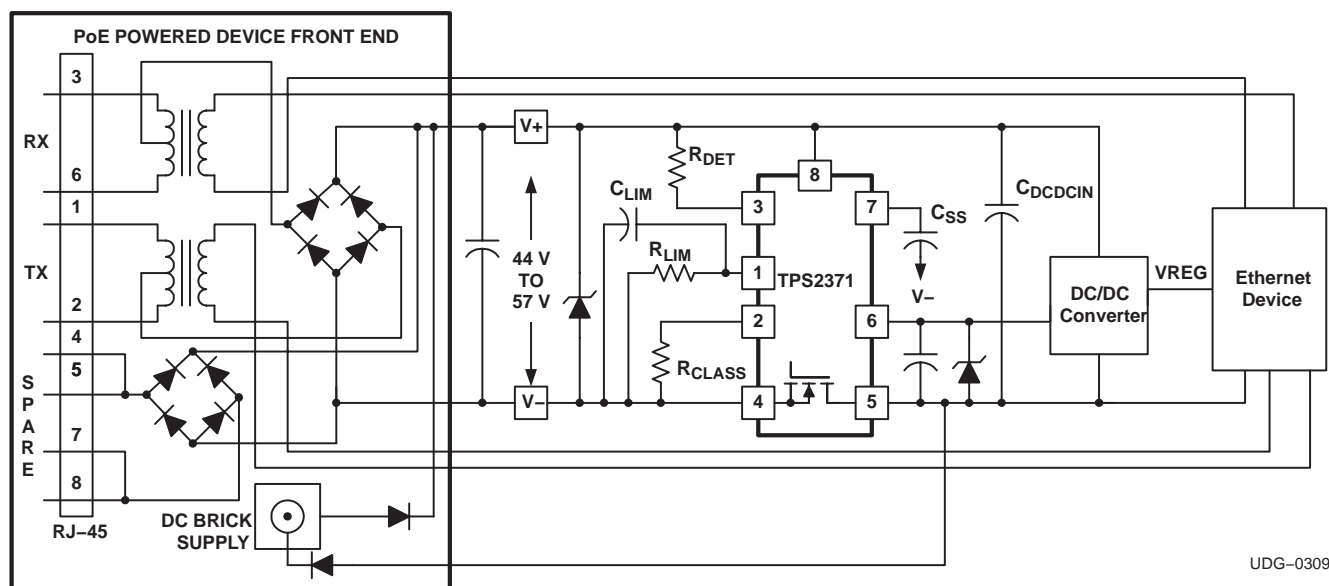 PoE POWERED DEVICE FRONT END
3
RX
6
1
TX
2
4
5
SPARE
7
8
RJ–45
DC BRICK
SUPPLY
V+
44 V
TO
57 V
V–
CLIM
RLIM
RDET
RCLASS
8
3
1
2
4
7
6
5
TPS2371
CSS
V–
CDCDCIN
DC/DC
Converter
VREG
Ethernet
Device
UDG–0309